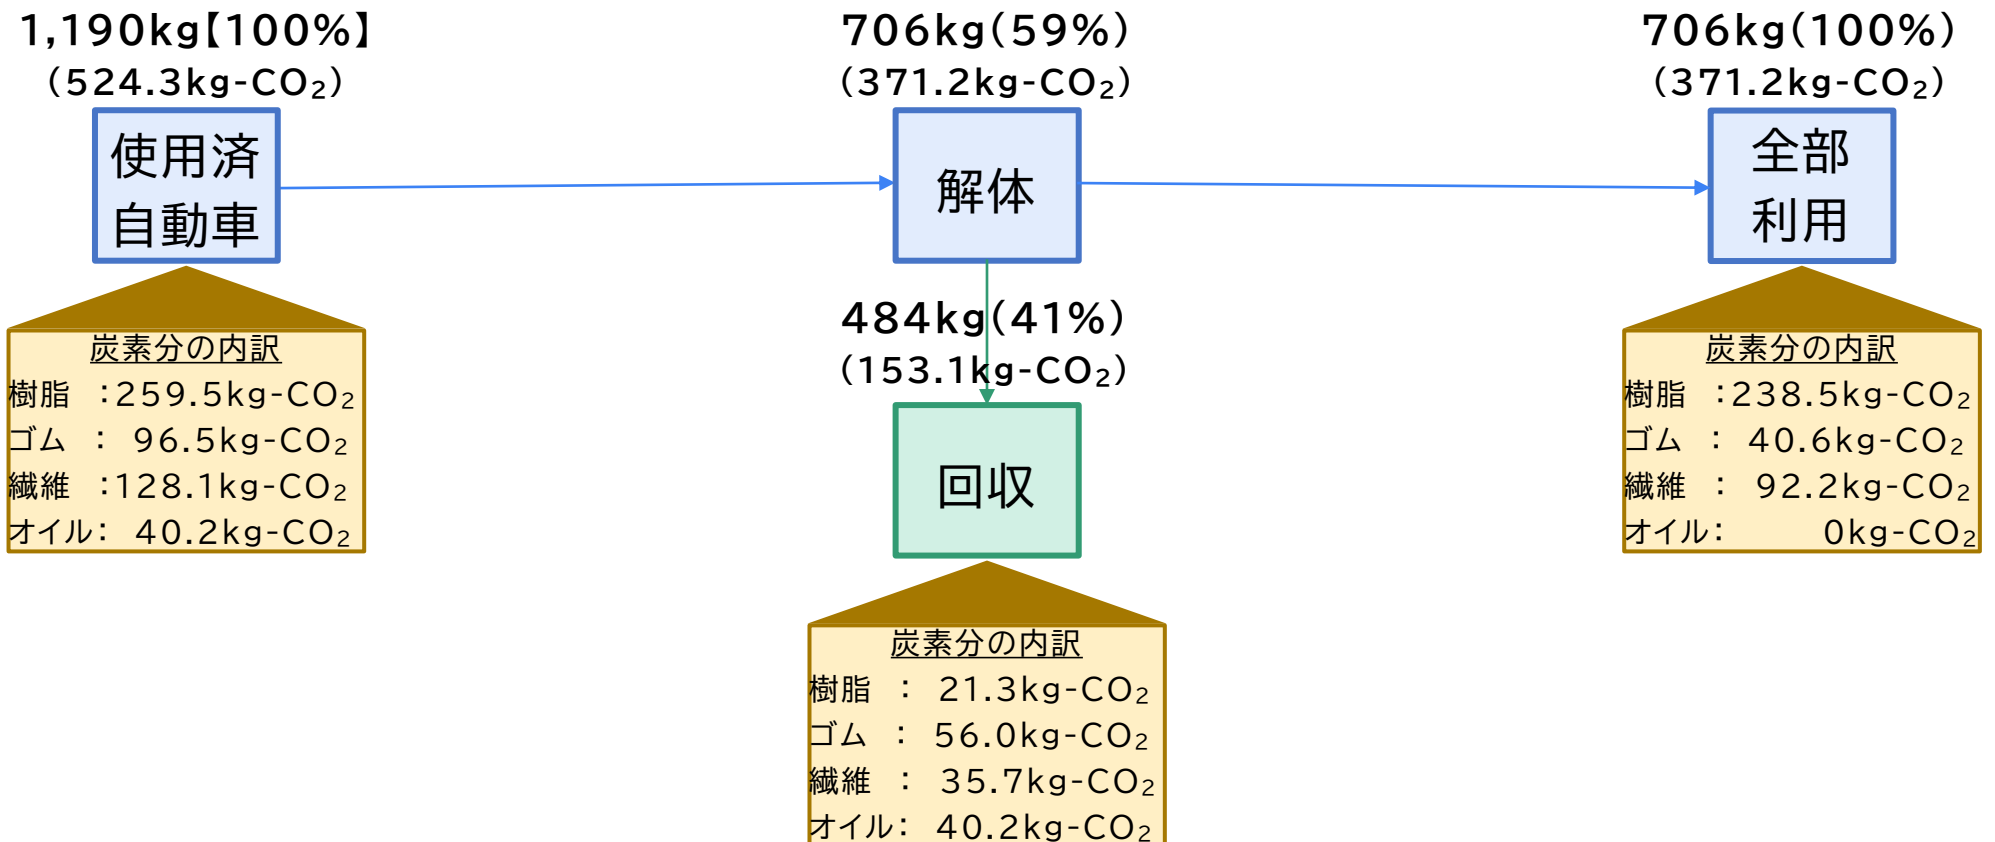 1,190kg【100%】
(524.3kg-CO₂)
使用済
自動車
炭素分の内訳
樹脂　:259.5kg-CO₂
ゴム　: 96.5kg-CO₂
繊維　:128.1kg-CO₂
オイル: 40.2kg-CO₂
706kg(59%)
(371.2kg-CO₂)
解体
484kg(41%)
(153.1kg-CO₂)
回収
炭素分の内訳
樹脂　: 21.3kg-CO₂
ゴム　: 56.0kg-CO₂
繊維　: 35.7kg-CO₂
オイル: 40.2kg-CO₂
706kg(100%)
(371.2kg-CO₂)
全部
利用
炭素分の内訳
樹脂　:238.5kg-CO₂
ゴム　: 40.6kg-CO₂
繊維　: 92.2kg-CO₂
オイル:　　0kg-CO₂